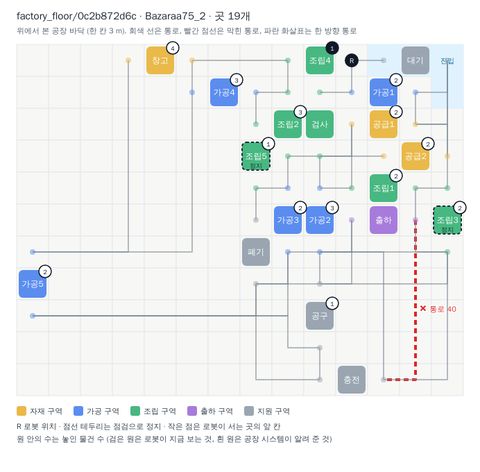 factory_floor/0c2b872d6c · Bazaraa75_2 · 곳 19개
위에서 본 공장 바닥 (한 칸 3 m). 회색 선은 통로, 빨간 점선은 막힌 통로, 파란 화살표는 한 방향 통로
창고 4
조립4 1
R
대기
진입
가공4 3
가공1 2
조립2 3
검사
공급1 2
조립5 1
정지
공급2 2
조립1 2
가공3 2
가공2 3
출하
조립3 2
정지
폐기
가공5 2
공구 1
✕ 통로 40
충전
자재 구역
가공 구역
조립 구역
출하 구역
지원 구역
R 로봇 위치 · 점선 테두리는 점검으로 정지 · 작은 점은 로봇이 서는 곳의 앞 칸
원 안의 수는 놓인 물건 수 (검은 원은 로봇이 지금 보는 것, 흰 원은 공장 시스템이 알려 준 것)